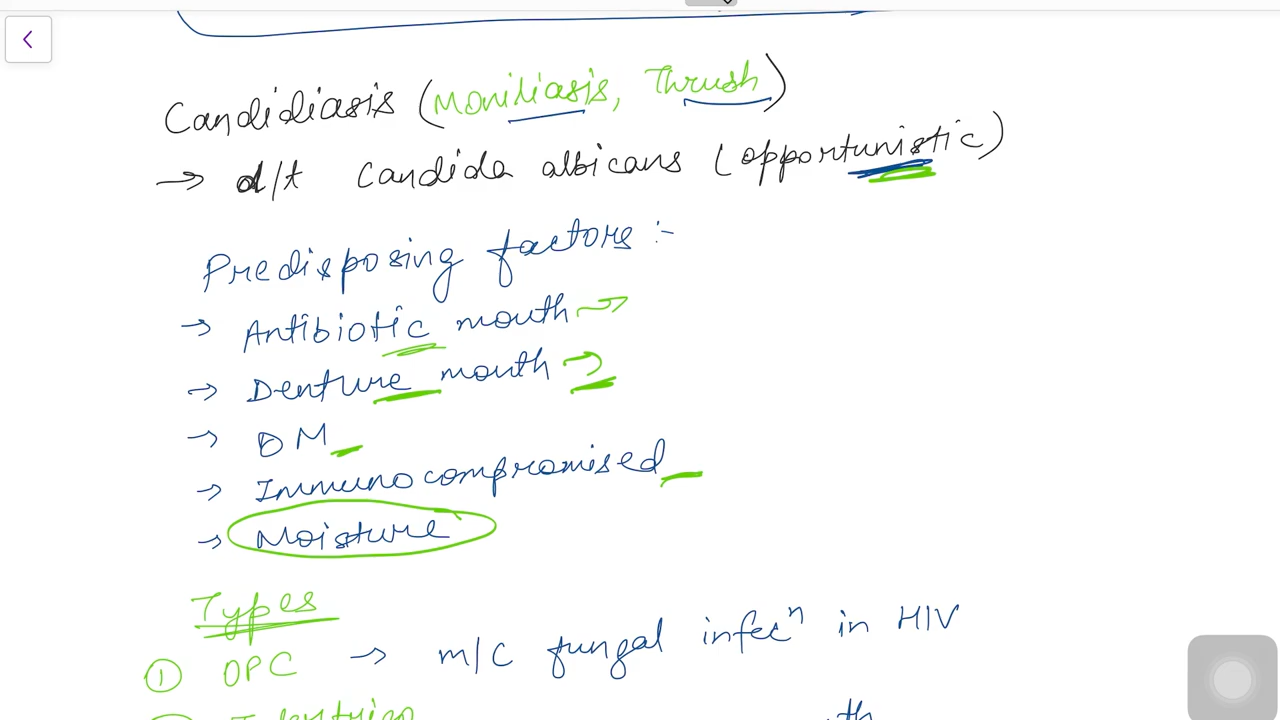 Candidiasis (Moniliasis, Thrush)
→ d/t Candida albicans (opportunistic)
Predisposing factors :-
→ Antibiotic mouth →
→ Denture mouth →
→ DM
→ Immunocompromised
→ Moisture
Types
① OPC → m/c fungal infecⁿ in HIV